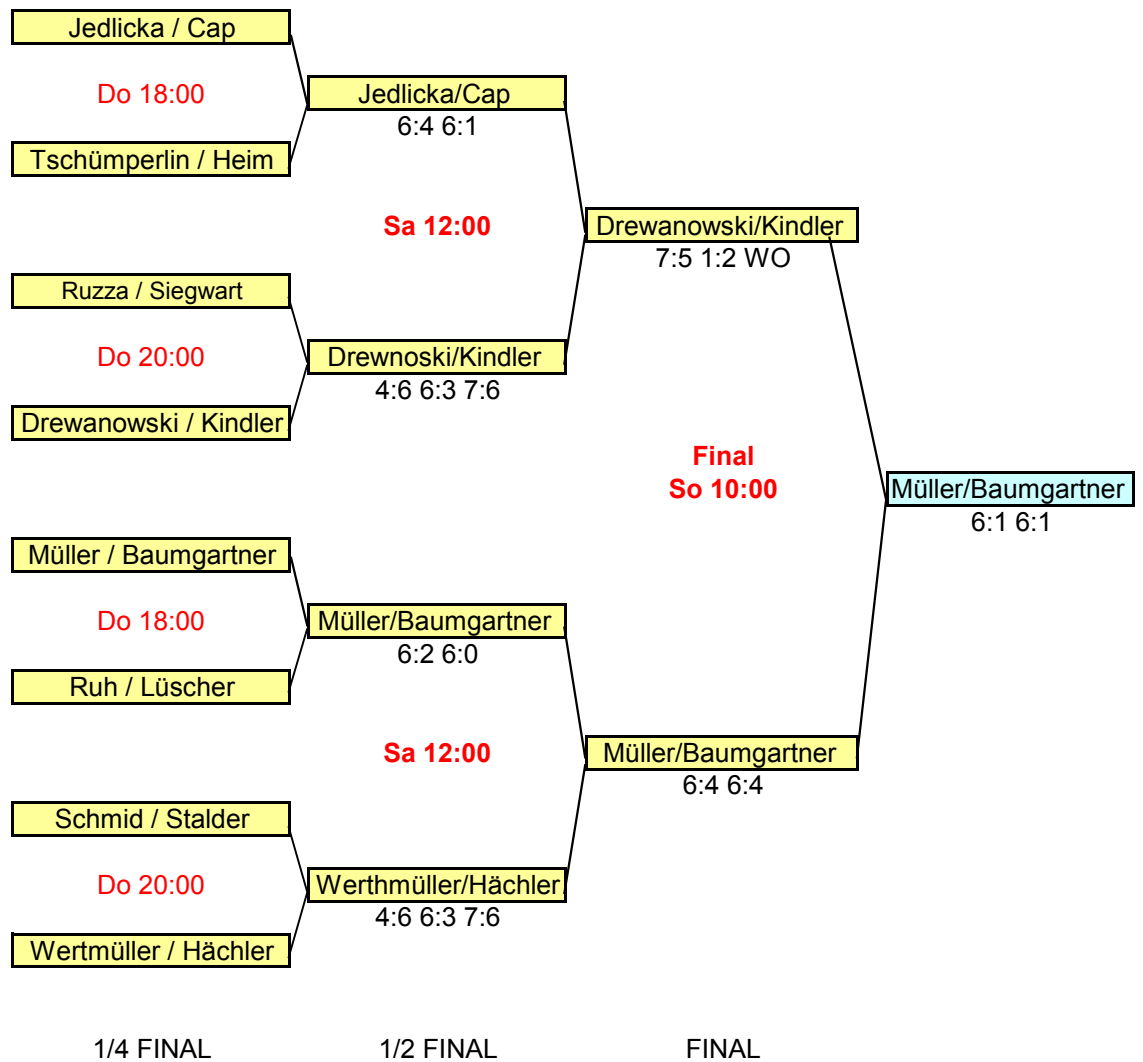 Jedlicka / Cap
Do 18:00
Jedlicka/Cap
6:4 6:1
Tschümperlin / Heim
Sa 12:00
Drewanowski/Kindler
7:5 1:2 WO
Ruzza / Siegwart
Do 20:00
Drewnoski/Kindler
4:6 6:3 7:6
Drewanowski / Kindler
Final
So 10:00
Müller/Baumgartner
6:1 6:1
Müller / Baumgartner
Do 18:00
Müller/Baumgartner
6:2 6:0
Ruh / Lüscher
Sa 12:00
Müller/Baumgartner
6:4 6:4
Schmid / Stalder
Do 20:00
Werthmüller/Hächler
4:6 6:3 7:6
Wertmüller / Hächler
1/4 FINAL
1/2 FINAL
FINAL